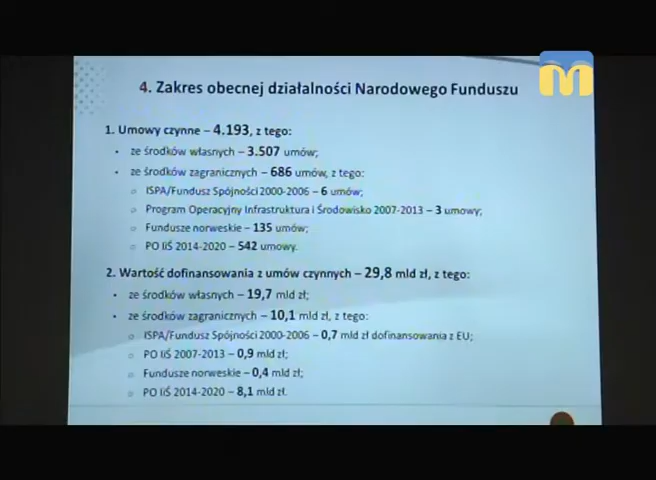 4. Zakres obecnej działalności Narodowego Funduszu
1. Umowy czynne – 4.193, z tego:
• ze środków własnych – 3.507 umów;
• ze środków zagranicznych – 686 umów, z tego:
○ ISPA/Fundusz Spójności 2000-2006 – 6 umów;
○ Program Operacyjny Infrastruktura i Środowisko 2007-2013 – 3 umowy;
○ Fundusze norweskie – 135 umów;
○ PO IiŚ 2014-2020 – 542 umowy.
2. Wartość dofinansowania z umów czynnych – 29,8 mld zł, z tego:
• ze środków własnych – 19,7 mld zł;
• ze środków zagranicznych – 10,1 mld zł, z tego:
○ ISPA/Fundusz Spójności 2000-2006 – 0,7 mld zł dofinansowania z EU;
○ PO IiŚ 2007-2013 – 0,9 mld zł;
○ Fundusze norweskie – 0,4 mld zł;
○ PO IiŚ 2014-2020 – 8,1 mld zł.